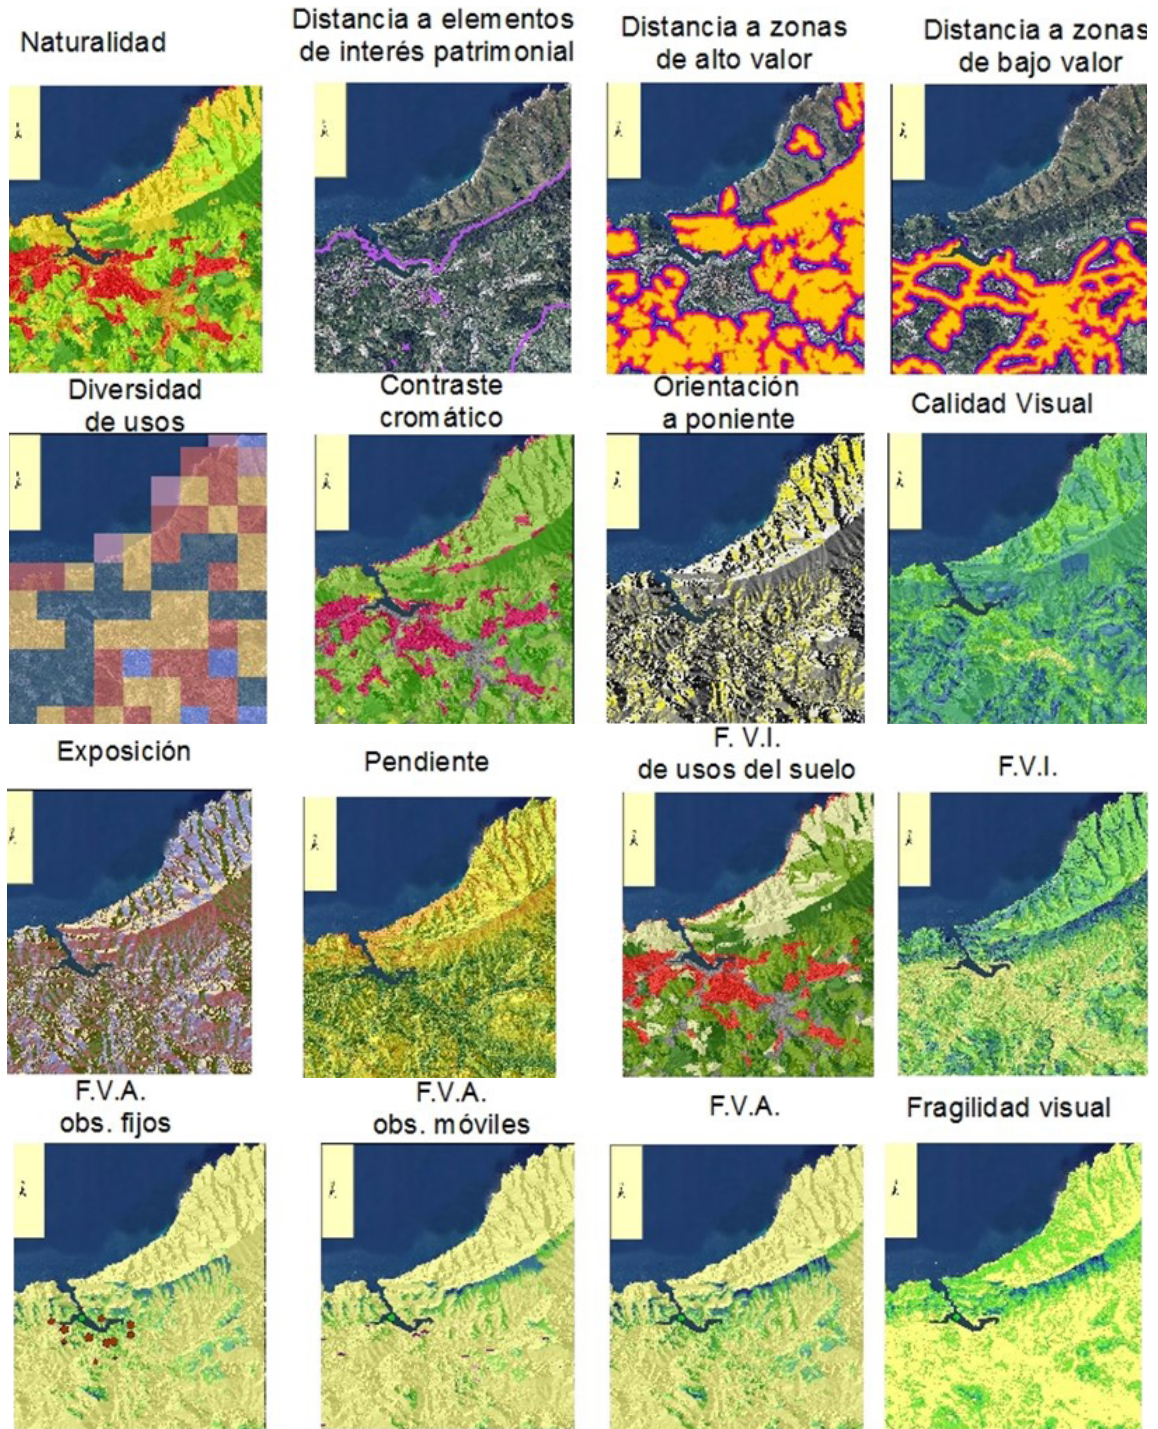 Naturalidad
Distancia a elementos
de interés patrimonial
Distancia a zonas
de alto valor
Distancia a zonas
de bajo valor
Diversidad
de usos
Contraste
cromático
Orientación
a poniente
Calidad Visual
Exposición
Pendiente
F. V.I.
de usos del suelo
F.V.I.
F.V.A.
obs. fijos
F.V.A.
obs. móviles
F.V.A.
Fragilidad visual